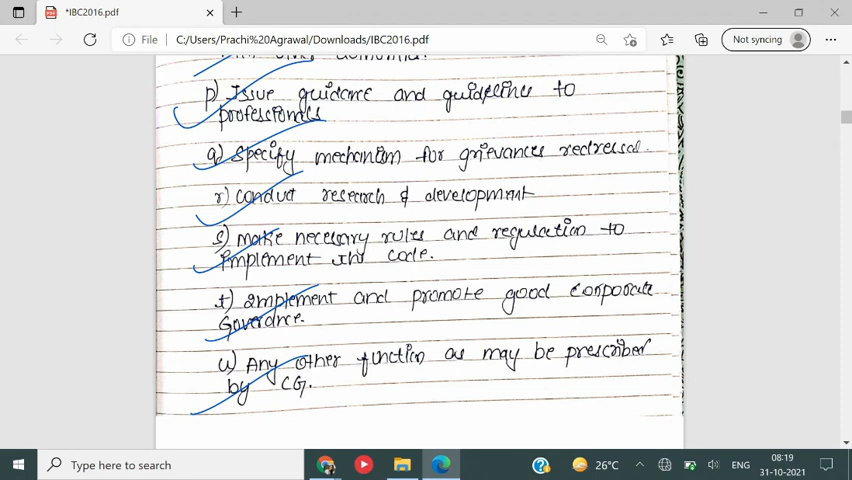 *IBC2016.pdf
File
C:/Users/Prachi%20Agrawal/Downloads/IBC2016.pdf
Not syncing
p) Issue guidance and guidelines to
professionals
q) Specify mechanism for grievances redressal.
r) conduct research & development
s) make necessary rules and regulation to
implement this code.
t) implement and promote good corporate
Goverance.
u) Any other function as may be prescribed
by CG.
Type here to search
26°C
ENG
08:19
31-10-2021